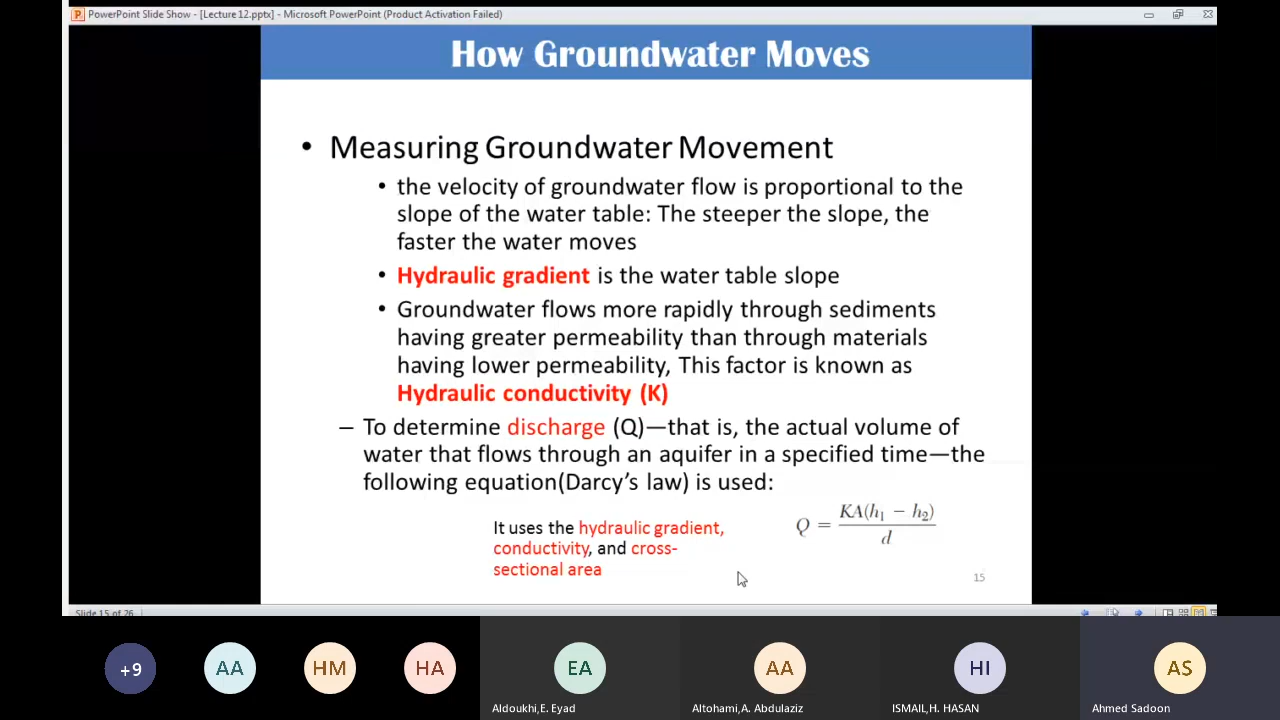 PowerPoint Slide Show - [Lecture 12.pptx] - Microsoft PowerPoint (Product Activation Failed)
How Groundwater Moves
• Measuring Groundwater Movement
• the velocity of groundwater flow is proportional to the
slope of the water table: The steeper the slope, the
faster the water moves
• Hydraulic gradient is the water table slope
• Groundwater flows more rapidly through sediments
having greater permeability than through materials
having lower permeability, This factor is known as
Hydraulic conductivity (K)
– To determine discharge (Q)—that is, the actual volume of
water that flows through an aquifer in a specified time—the
following equation(Darcy's law) is used:
It uses the hydraulic gradient,
conductivity, and cross-
sectional area
Q = KA(h₁ − h₂) / d
15
Slide 15 of 26
+9
AA
HM
HA
EA
AA
HI
AS
Aldoukhi,E. Eyad
Altohami,A. Abdulaziz
ISMAIL,H. HASAN
Ahmed Sadoon